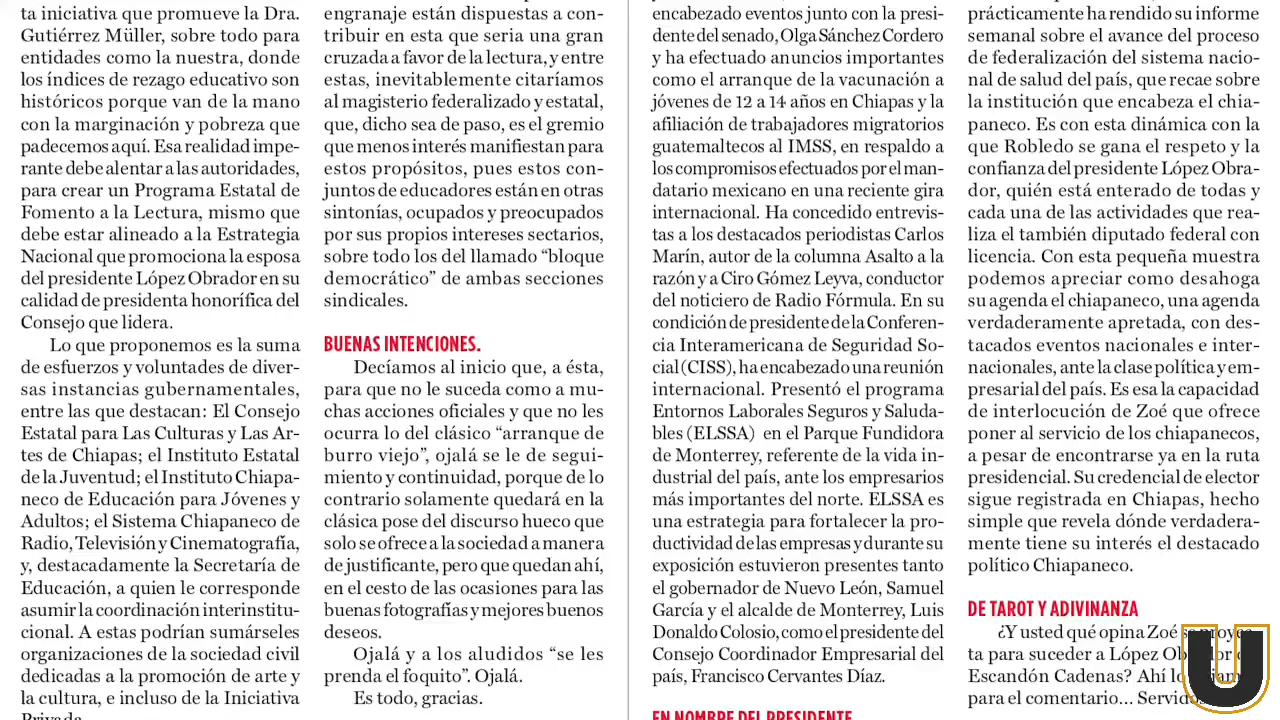 ta iniciativa que promueve la Dra.
Gutiérrez Müller, sobre todo para
entidades como la nuestra, donde
los índices de rezago educativo son
históricos porque van de la mano
con la marginación y pobreza que
padecemos aquí. Esa realidad impe-
rante debe alentar a las autoridades,
para crear un Programa Estatal de
Fomento a la Lectura, mismo que
debe estar alineado a la Estrategia
Nacional que promociona la esposa
del presidente López Obrador en su
calidad de presidenta honorífica del
Consejo que lidera.
Lo que proponemos es la suma
de esfuerzos y voluntades de diver-
sas instancias gubernamentales,
entre las que destacan: El Consejo
Estatal para Las Culturas y Las Ar-
tes de Chiapas; el Instituto Estatal
de la Juventud; el Instituto Chiapa-
neco de Educación para Jóvenes y
Adultos; el Sistema Chiapaneco de
Radio, Televisión y Cinematografía,
y, destacadamente la Secretaría de
Educación, a quien le corresponde
asumir la coordinación interinstitu-
cional. A estas podrían sumárseles
organizaciones de la sociedad civil
dedicadas a la promoción de arte y
la cultura, e incluso de la Iniciativa
Privada
engranaje están dispuestas a con-
tribuir en esta que seria una gran
cruzada a favor de la lectura, y entre
estas, inevitablemente citaríamos
al magisterio federalizado y estatal,
que, dicho sea de paso, es el gremio
que menos interés manifiestan para
estos propósitos, pues estos con-
juntos de educadores están en otras
sintonías, ocupados y preocupados
por sus propios intereses sectarios,
sobre todo los del llamado “bloque
democrático” de ambas secciones
sindicales.
BUENAS INTENCIONES.
Decíamos al inicio que, a ésta,
para que no le suceda como a mu-
chas acciones oficiales y que no les
ocurra lo del clásico “arranque de
burro viejo”, ojalá se le de segui-
miento y continuidad, porque de lo
contrario solamente quedará en la
clásica pose del discurso hueco que
solo se ofrece a la sociedad a manera
de justificante, pero que quedan ahí,
en el cesto de las ocasiones para las
buenas fotografías y mejores buenos
deseos.
Ojalá y a los aludidos “se les
prenda el foquito”. Ojalá.
Es todo, gracias.
encabezado eventos junto con la presi-
dente del senado, Olga Sánchez Cordero
y ha efectuado anuncios importantes
como el arranque de la vacunación a
jóvenes de 12 a 14 años en Chiapas y la
afiliación de trabajadores migratorios
guatemaltecos al IMSS, en respaldo a
los compromisos efectuados por el man-
datario mexicano en una reciente gira
internacional. Ha concedido entrevis-
tas a los destacados periodistas Carlos
Marín, autor de la columna Asalto a la
razón y a Ciro Gómez Leyva, conductor
del noticiero de Radio Fórmula. En su
condición de presidente de la Conferen-
cia Interamericana de Seguridad So-
cial (CISS), ha encabezado una reunión
internacional. Presentó el programa
Entornos Laborales Seguros y Saluda-
bles (ELSSA) en el Parque Fundidora
de Monterrey, referente de la vida in-
dustrial del país, ante los empresarios
más importantes del norte. ELSSA es
una estrategia para fortalecer la pro-
ductividad de las empresas y durante su
exposición estuvieron presentes tanto
el gobernador de Nuevo León, Samuel
García y el alcalde de Monterrey, Luis
Donaldo Colosio, como el presidente del
Consejo Coordinador Empresarial del
país, Francisco Cervantes Díaz.
EN NOMBRE DEL PRESIDENTE
prácticamente ha rendido su informe
semanal sobre el avance del proceso
de federalización del sistema nacio-
nal de salud del país, que recae sobre
la institución que encabeza el chia-
paneco. Es con esta dinámica con la
que Robledo se gana el respeto y la
confianza del presidente López Obra-
dor, quién está enterado de todas y
cada una de las actividades que rea-
liza el también diputado federal con
licencia. Con esta pequeña muestra
podemos apreciar como desahoga
su agenda el chiapaneco, una agenda
verdaderamente apretada, con des-
tacados eventos nacionales e inter-
nacionales, ante la clase política y em-
presarial del país. Es esa la capacidad
de interlocución de Zoé que ofrece
poner al servicio de los chiapanecos,
a pesar de encontrarse ya en la ruta
presidencial. Su credencial de elector
sigue registrada en Chiapas, hecho
simple que revela dónde verdadera-
mente tiene su interés el destacado
político Chiapaneco.
DE TAROT Y ADIVINANZA
¿Y usted qué opina Zoé se proyec-
ta para suceder a López Obrador o
Escandón Cadenas? Ahí lo
para el comentario... Servidos
U